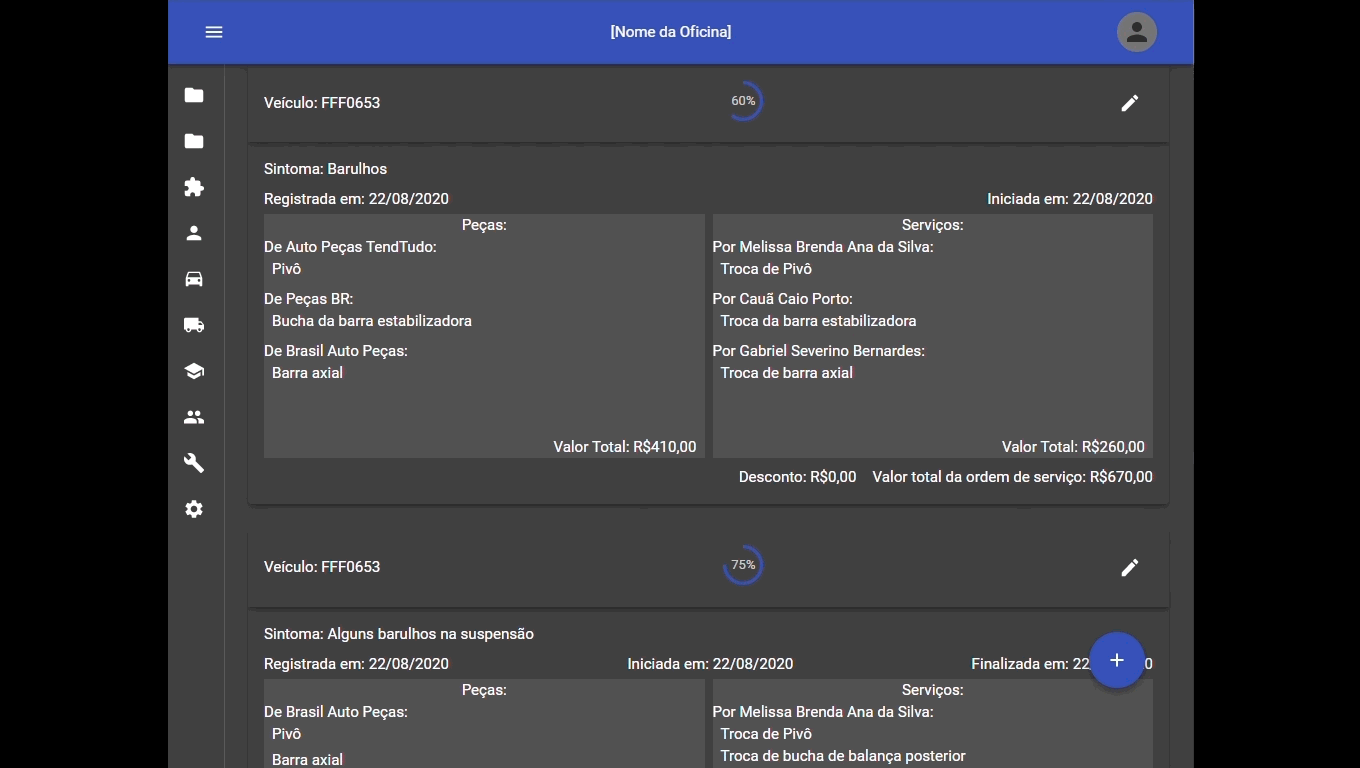 [Nome da Oficina]
Veículo: FFF0653
60%
Sintoma: Barulhos
Registrada em: 22/08/2020
Iniciada em: 22/08/2020
Peças:
De Auto Peças TendTudo:
Pivô
De Peças BR:
Bucha da barra estabilizadora
De Brasil Auto Peças:
Barra axial
Valor Total: R$410,00
Serviços:
Por Melissa Brenda Ana da Silva:
Troca de Pivô
Por Cauã Caio Porto:
Troca da barra estabilizadora
Por Gabriel Severino Bernardes:
Troca de barra axial
Valor Total: R$260,00
Desconto: R$0,00 Valor total da ordem de serviço: R$670,00
Veículo: FFF0653
75%
Sintoma: Alguns barulhos na suspensão
Registrada em: 22/08/2020
Iniciada em: 22/08/2020
Finalizada em: 22
Peças:
De Brasil Auto Peças:
Pivô
Barra axial
Serviços:
Por Melissa Brenda Ana da Silva:
Troca de Pivô
Troca de bucha de balança posterior